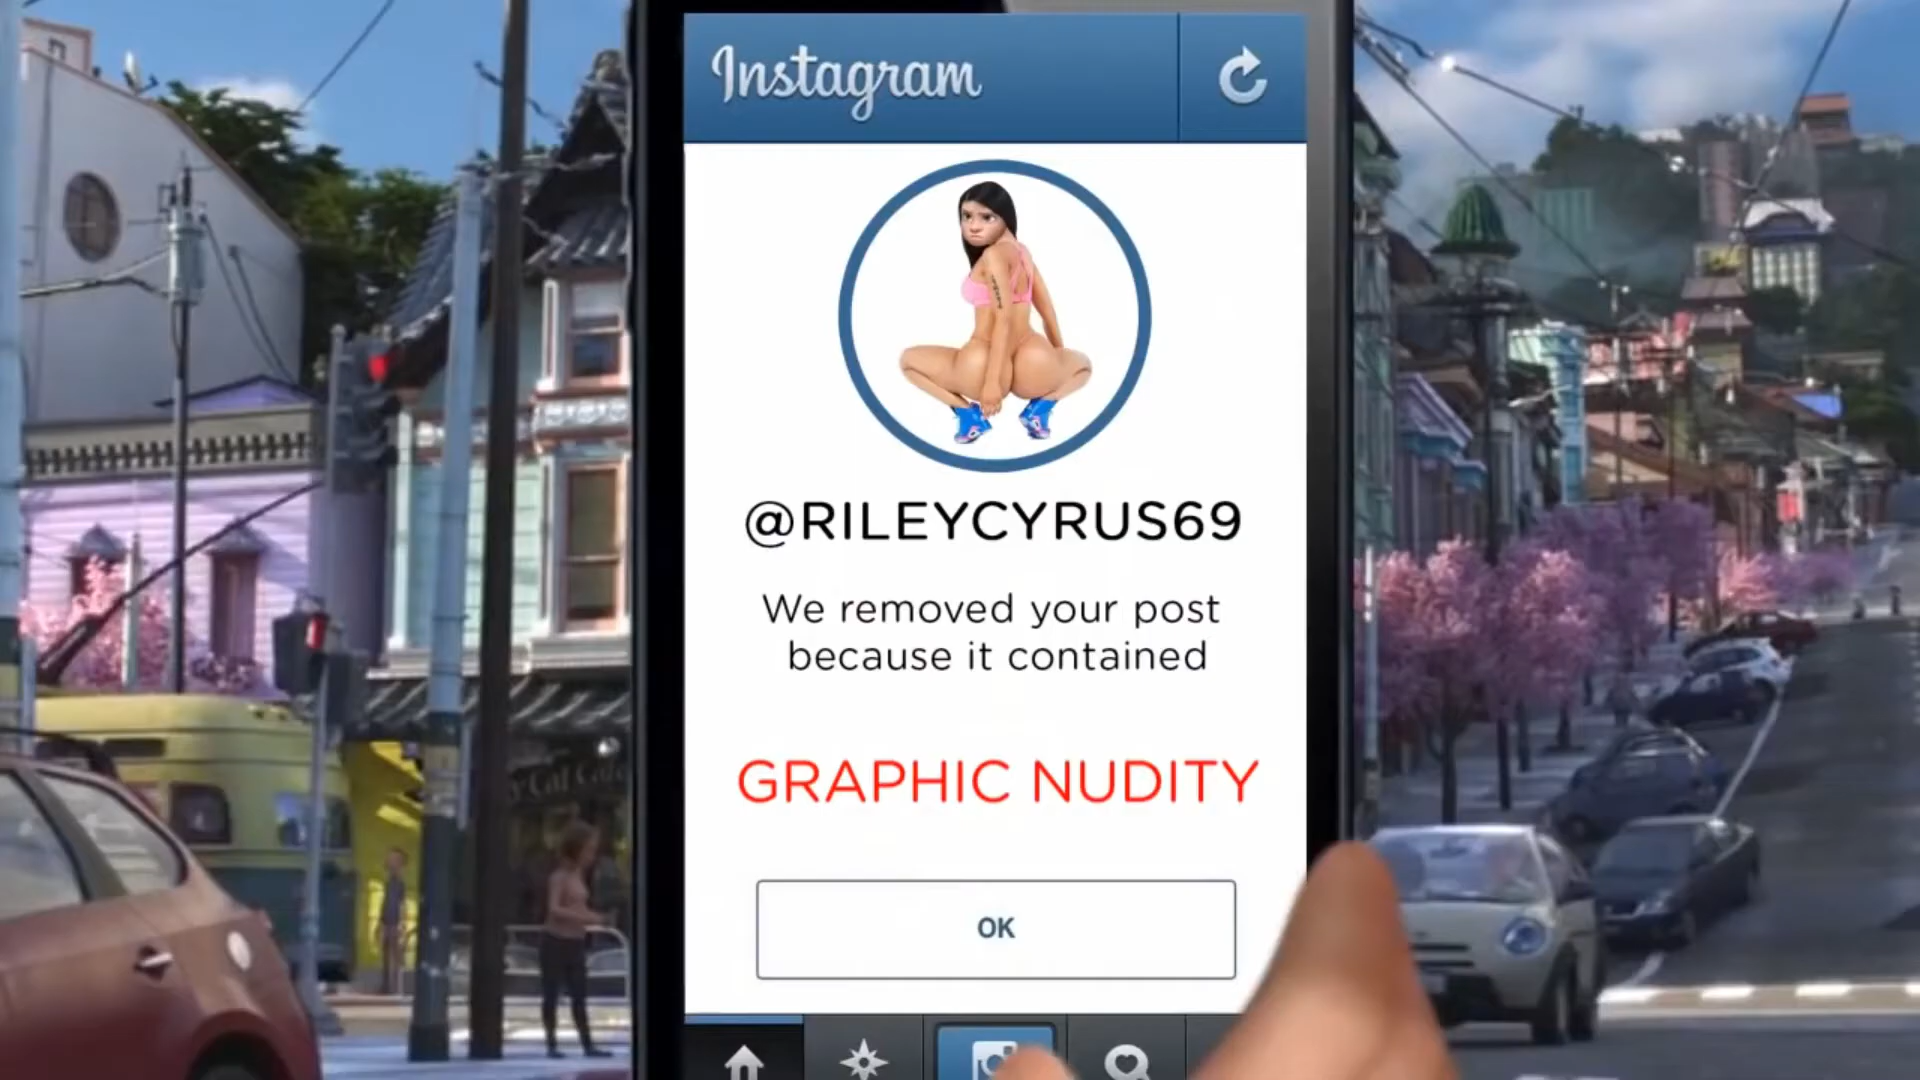 Instagram
@RILEYCYRUS69
We removed your post
because it contained
GRAPHIC NUDITY
OK